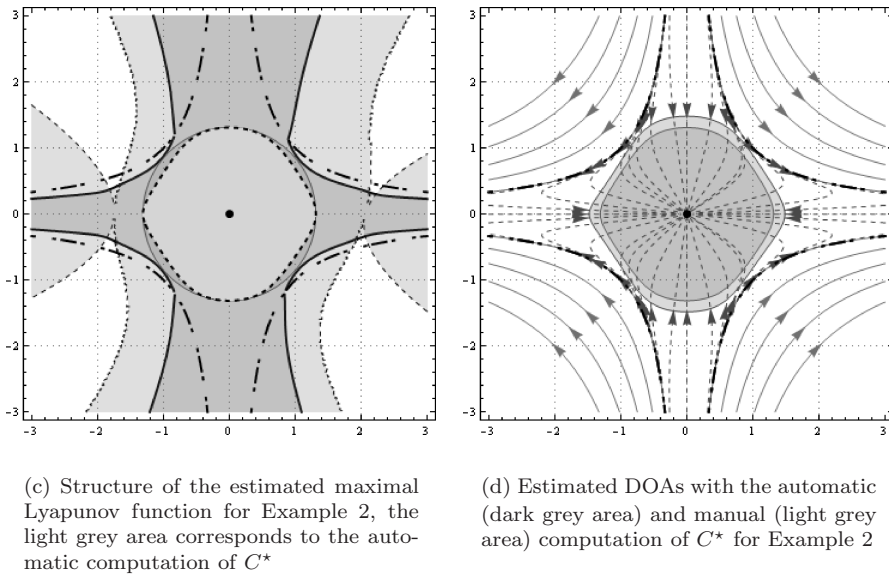 3
2
1
0
-1
-2
-3
-3 -2 -1 0 1 2 3
3
2
1
0
-1
-2
-3
-3 -2 -1 0 1 2 3
(c) Structure of the estimated maximal
Lyapunov function for Example 2, the
light grey area corresponds to the auto-
matic computation of C⋆
(d) Estimated DOAs with the automatic
(dark grey area) and manual (light grey
area) computation of C⋆ for Example 2